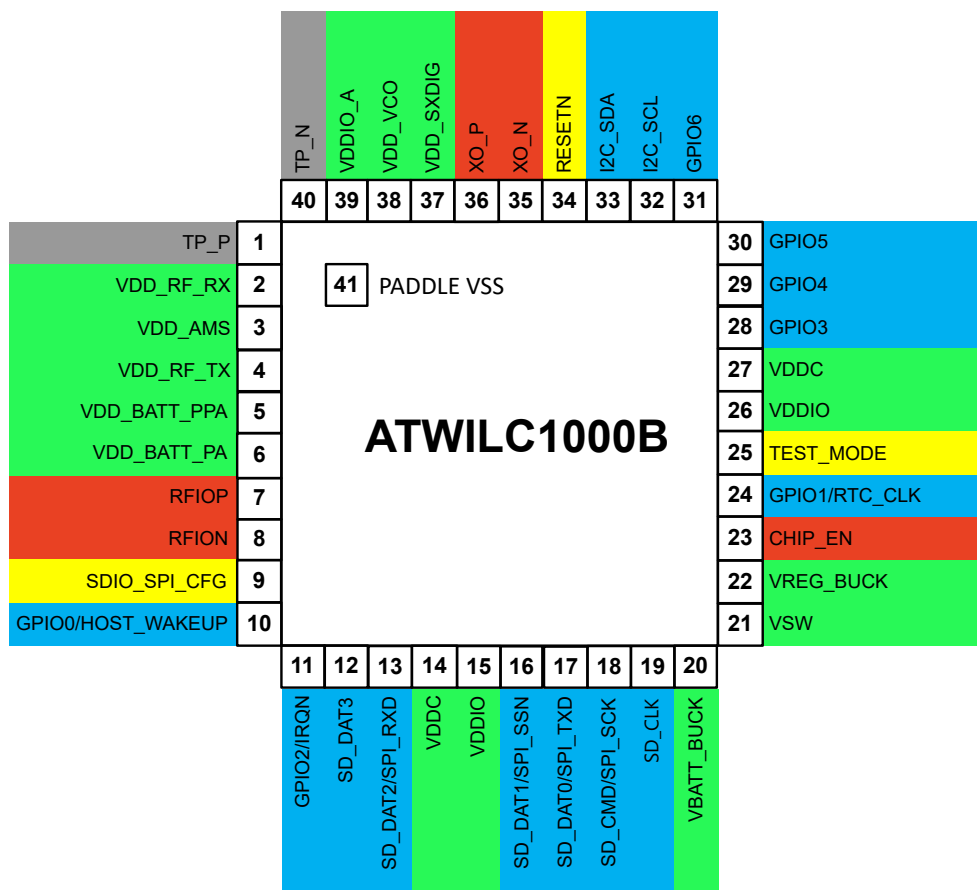 TP_N
VDDIO_A
VDD_VCO
VDD_SXDIG
XO_P
XO_N
RESETN
I2C_SDA
I2C_SCL
GPIO6
40 39 38 37 36 35 34 33 32 31
TP_P 1
VDD_RF_RX 2
VDD_AMS 3
VDD_RF_TX 4
VDD_BATT_PPA 5
VDD_BATT_PA 6
RFIOP 7
RFION 8
SDIO_SPI_CFG 9
GPIO0/HOST_WAKEUP 10
41 PADDLE VSS
ATWILC1000B
30 GPIO5
29 GPIO4
28 GPIO3
27 VDDC
26 VDDIO
25 TEST_MODE
24 GPIO1/RTC_CLK
23 CHIP_EN
22 VREG_BUCK
21 VSW
11 12 13 14 15 16 17 18 19 20
GPIO2/IRQN
SD_DAT3
SD_DAT2/SPI_RXD
VDDC
VDDIO
SD_DAT1/SPI_SSN
SD_DAT0/SPI_TXD
SD_CMD/SPI_SCK
SD_CLK
VBATT_BUCK